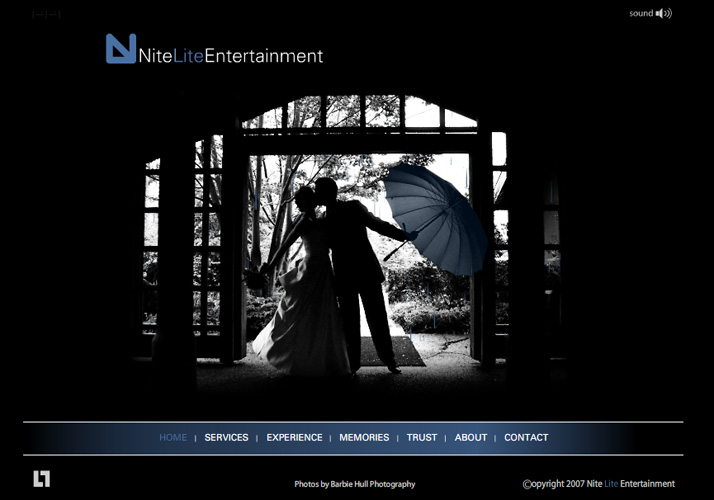 sound
NiteLiteEntertainment
HOME | SERVICES | EXPERIENCE | MEMORIES | TRUST | ABOUT | CONTACT
Photos by Barbie Hull Photography
©opyright 2007 Nite Lite Entertainment